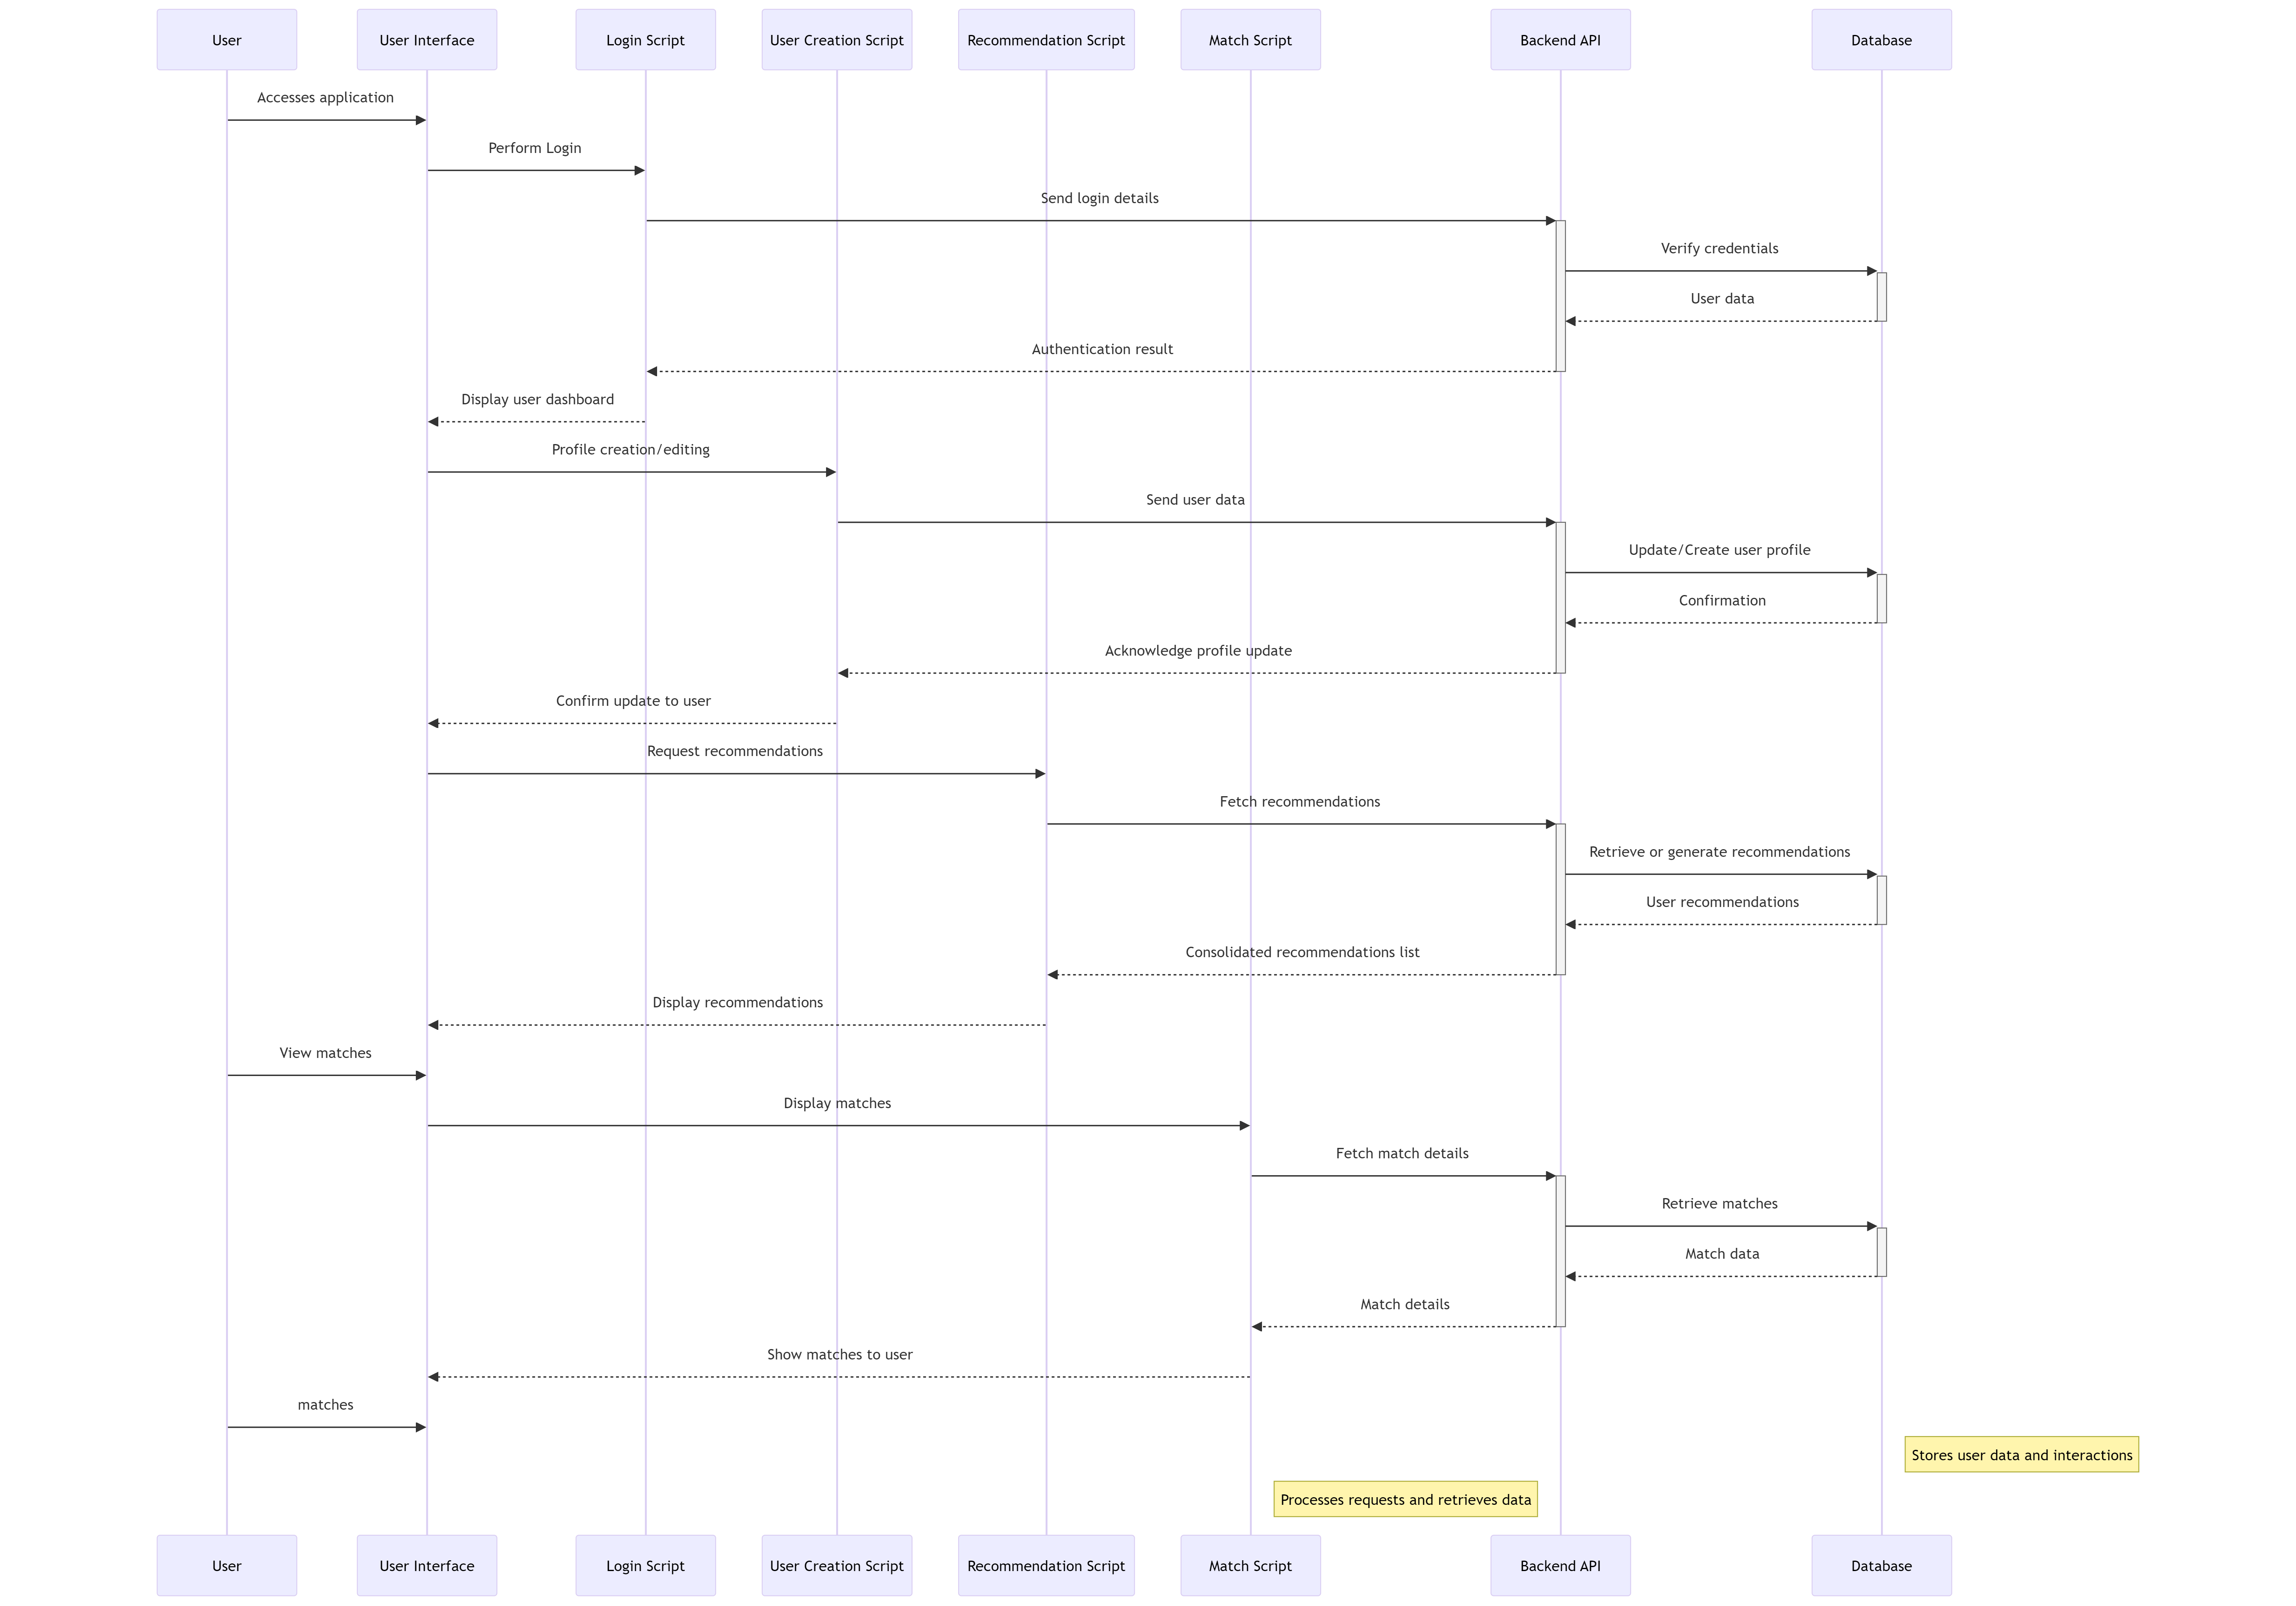 User
User Interface
Login Script
User Creation Script
Recommendation Script
Match Script
Backend API
Database
Accesses application
Perform Login
Send login details
Verify credentials
User data
Authentication result
Display user dashboard
Profile creation/editing
Send user data
Update/Create user profile
Confirmation
Acknowledge profile update
Confirm update to user
Request recommendations
Fetch recommendations
Retrieve or generate recommendations
User recommendations
Consolidated recommendations list
Display recommendations
View matches
Display matches
Fetch match details
Retrieve matches
Match data
Match details
Show matches to user
matches
Stores user data and interactions
Processes requests and retrieves data
User
User Interface
Login Script
User Creation Script
Recommendation Script
Match Script
Backend API
Database